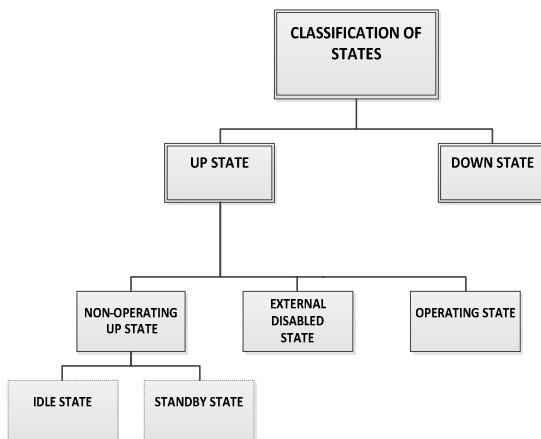 CLASSIFICATION OF
STATES
UP STATE
DOWN STATE
NON-OPERATING
UP STATE
EXTERNAL
DISABLED
STATE
OPERATING STATE
IDLE STATE
STANDBY STATE